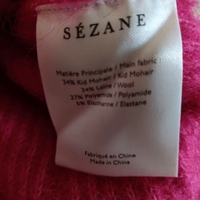 SÉZANE
Matière Principale / Main fabric
34% Kid Mohair / Kid Mohair
34% Laine / Wool
27% Polyamide / Polyamide
5% Elasthane / Elastane
Fabriqué en Chine
Made in China